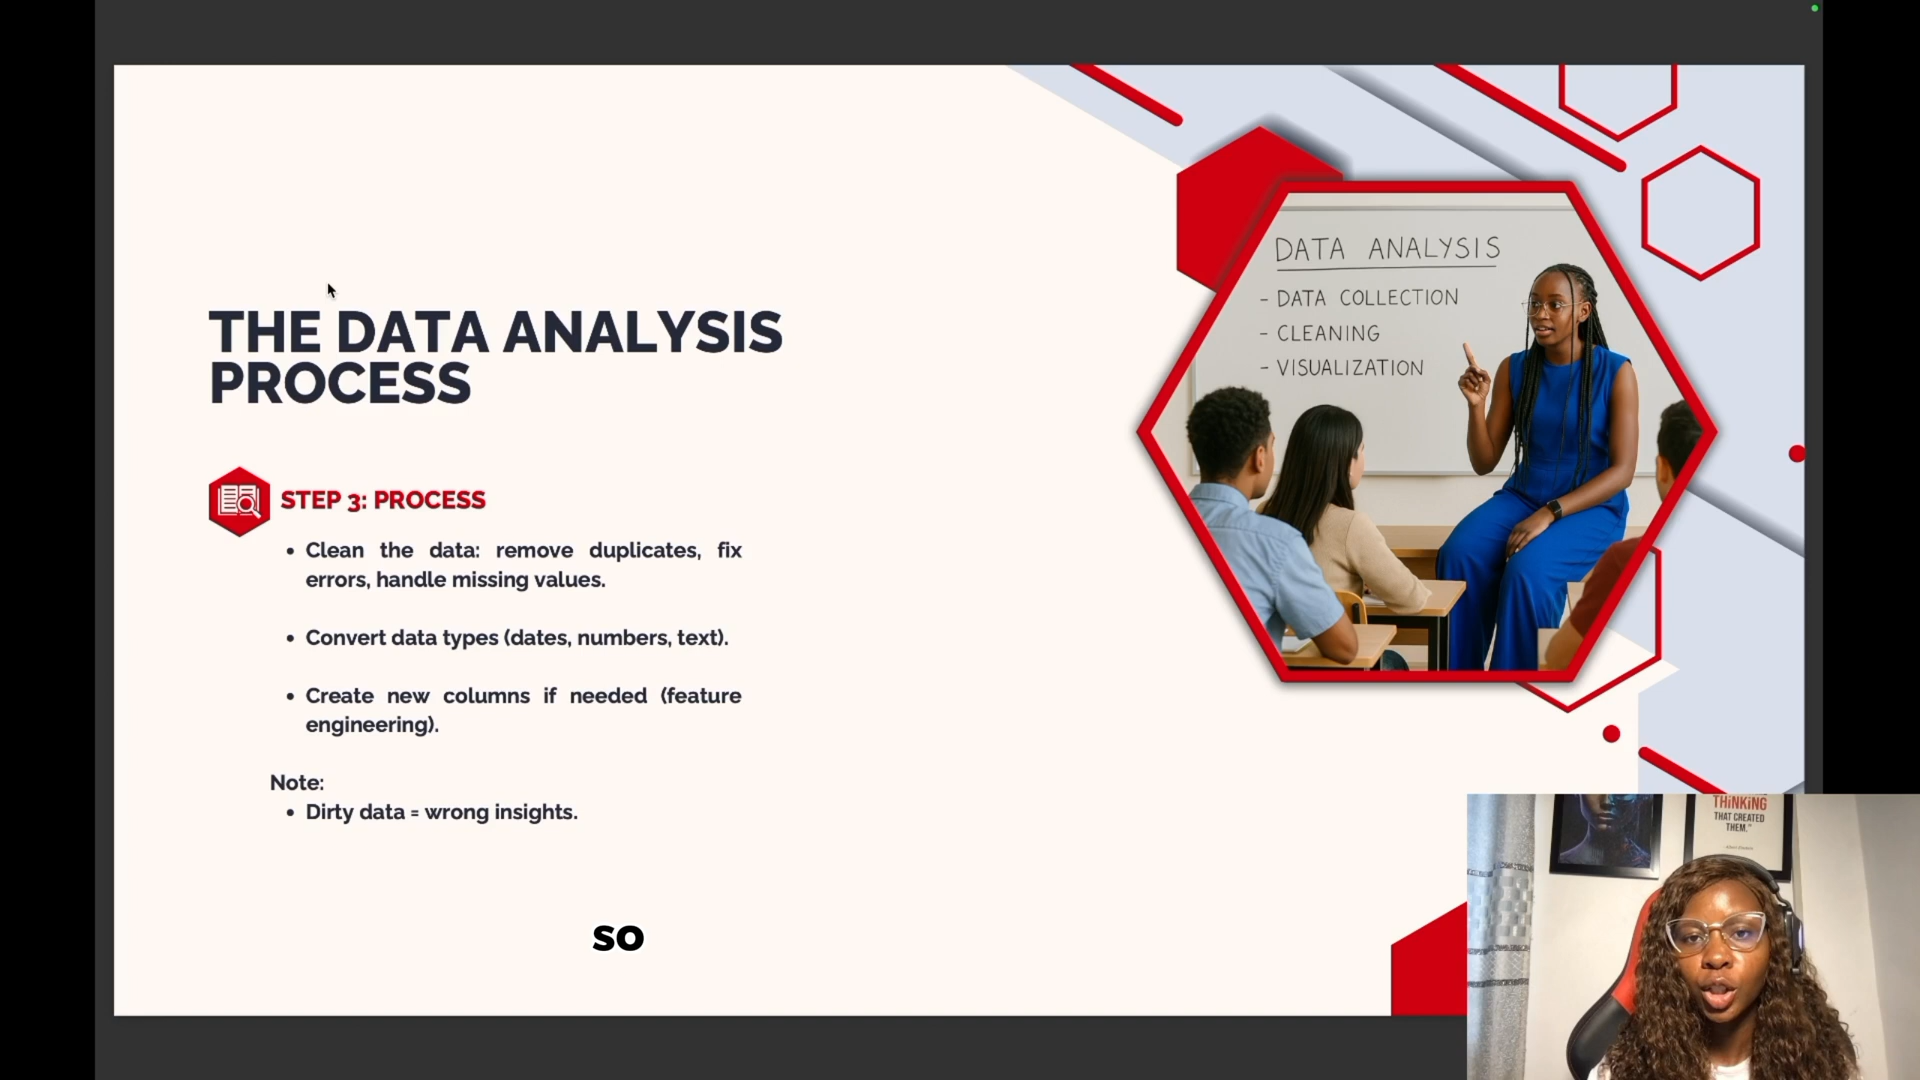 THE DATA ANALYSIS
PROCESS
STEP 3: PROCESS
• Clean the data: remove duplicates, fix
errors, handle missing values.
• Convert data types (dates, numbers, text).
• Create new columns if needed (feature
engineering).
Note:
• Dirty data = wrong insights.
so
DATA ANALYSIS
- DATA COLLECTION
- CLEANING
- VISUALIZATION
THiNKiNG
THAT CREATED
THEM."